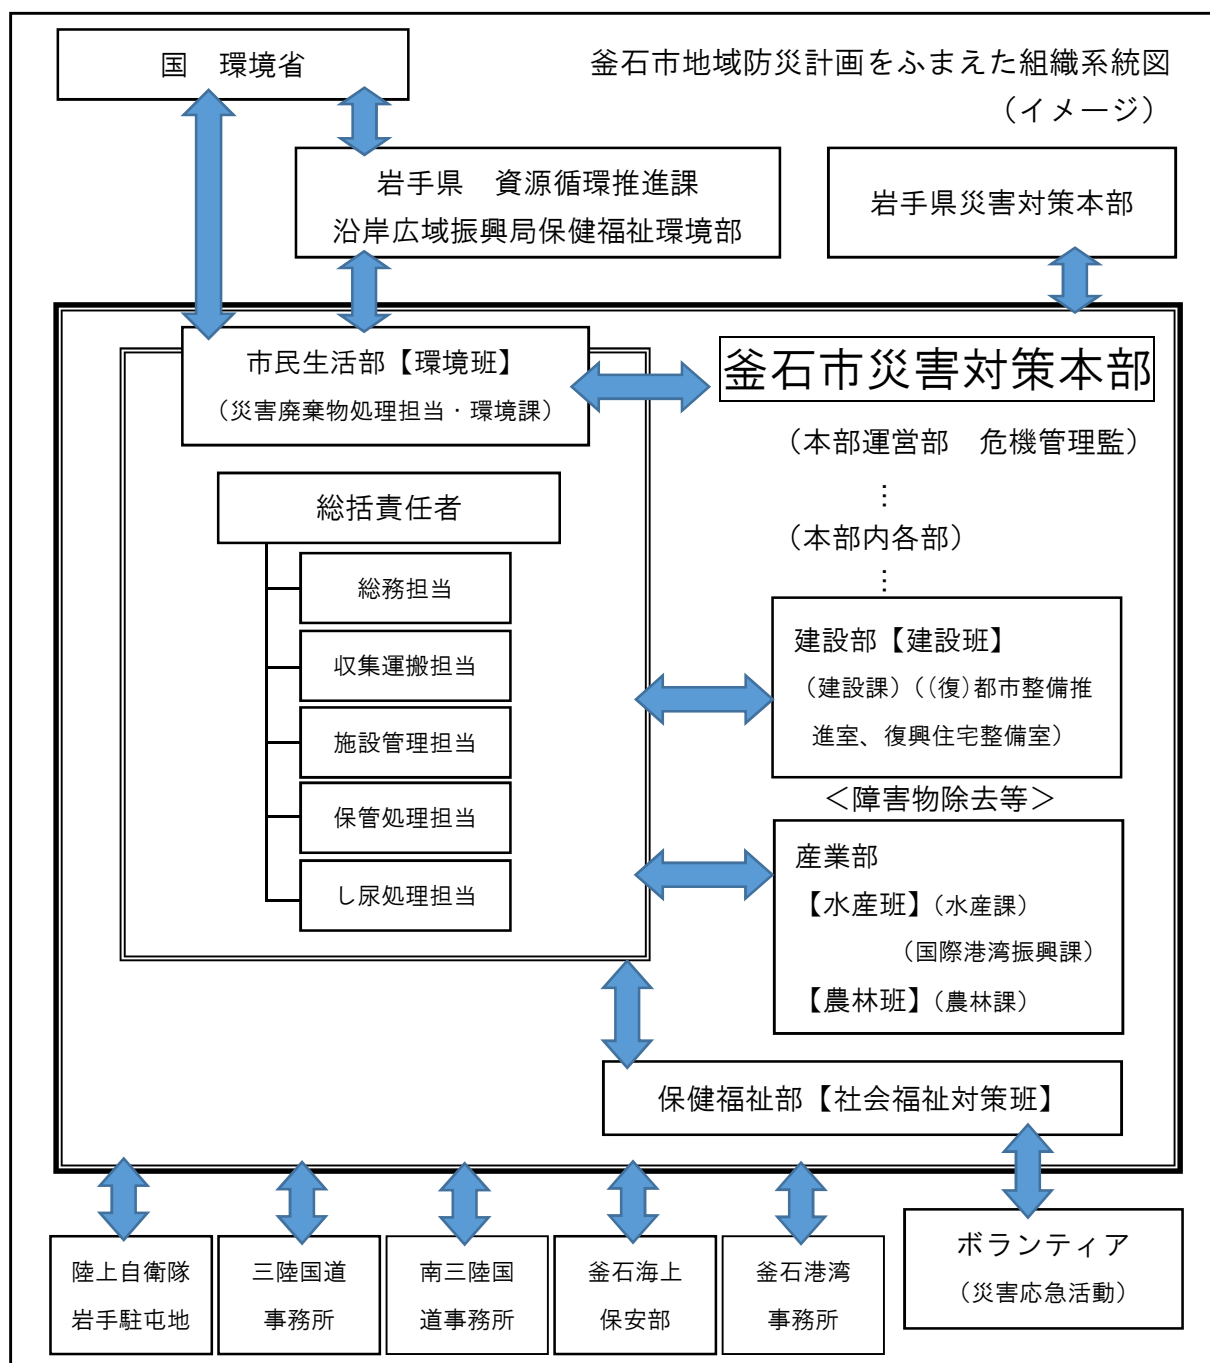 国　環境省
釜石市地域防災計画をふまえた組織系統図
（イメージ）
岩手県　資源循環推進課
沿岸広域振興局保健福祉環境部
岩手県災害対策本部
市民生活部【環境班】
（災害廃棄物処理担当・環境課）
釜石市災害対策本部
（本部運営部　危機管理監）
…
（本部内各部）
…
総括責任者
総務担当
収集運搬担当
施設管理担当
保管処理担当
し尿処理担当
建設部【建設班】
（建設課）（（復）都市整備推
進室、復興住宅整備室）
＜障害物除去等＞
産業部
【水産班】（水産課）
（国際港湾振興課）
【農林班】（農林課）
保健福祉部【社会福祉対策班】
陸上自衛隊
岩手駐屯地
三陸国道
事務所
南三陸国
道事務所
釜石海上
保安部
釜石港湾
事務所
ボランティア
（災害応急活動）